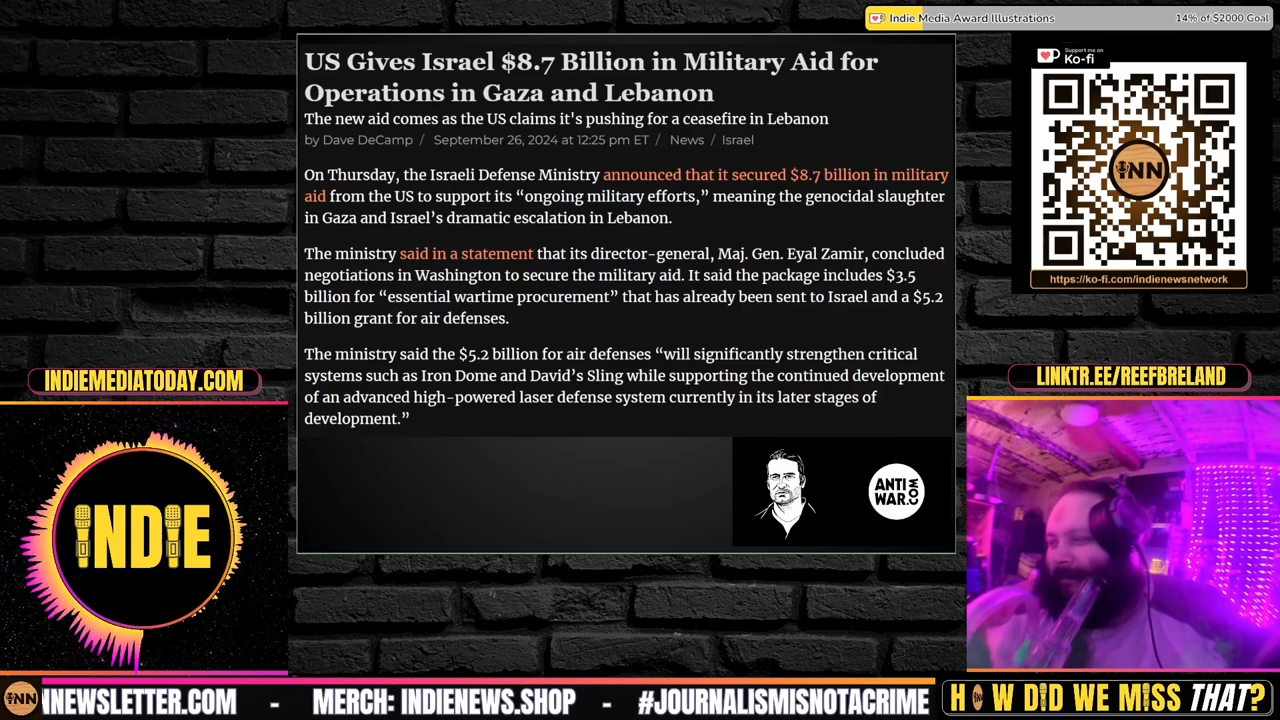 Indie Media Award Illustrations
14% of $2000 Goal
US Gives Israel $8.7 Billion in Military Aid for
Operations in Gaza and Lebanon
The new aid comes as the US claims it's pushing for a ceasefire in Lebanon
by Dave DeCamp / September 26, 2024 at 12:25 pm ET / News / Israel
On Thursday, the Israeli Defense Ministry announced that it secured $8.7 billion in military
aid from the US to support its “ongoing military efforts,” meaning the genocidal slaughter
in Gaza and Israel’s dramatic escalation in Lebanon.
The ministry said in a statement that its director-general, Maj. Gen. Eyal Zamir, concluded
negotiations in Washington to secure the military aid. It said the package includes $3.5
billion for “essential wartime procurement” that has already been sent to Israel and a $5.2
billion grant for air defenses.
The ministry said the $5.2 billion for air defenses “will significantly strengthen critical
systems such as Iron Dome and David’s Sling while supporting the continued development
of an advanced high-powered laser defense system currently in its later stages of
development.”
ANTI
WAR.COM
Support me on
Ko-fi
iNN
https://ko-fi.com/indienewsnetwork
INDIEMEDIATODAY.COM
LINKTR.EE/REEFBRELAND
INDIE
iNN
NNEWSLETTER.COM - MERCH: INDIENEWS.SHOP - #JOURNALISMISNOTACRIME
HOW DID WE MISS THAT?